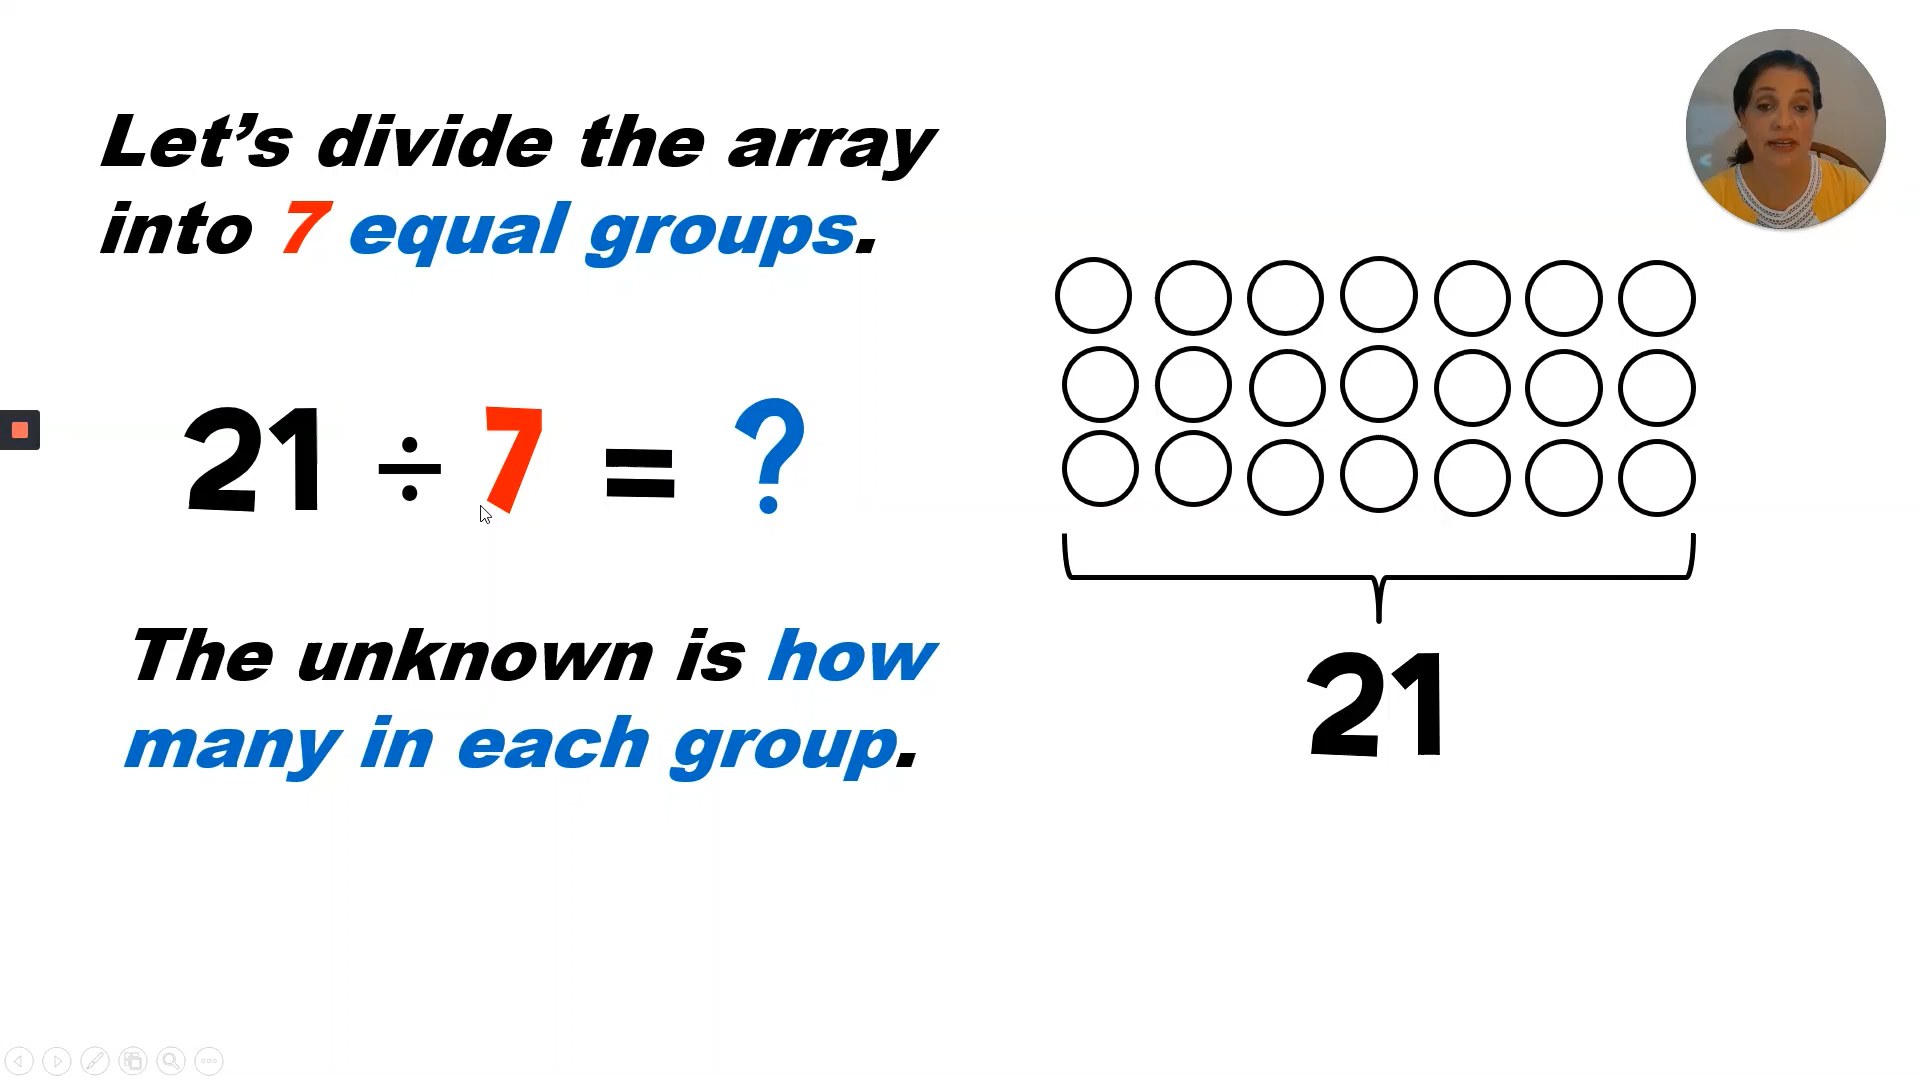 Let's divide the array
into 7 equal groups.
21 ÷ 7 = ?
The unknown is how
many in each group.
21